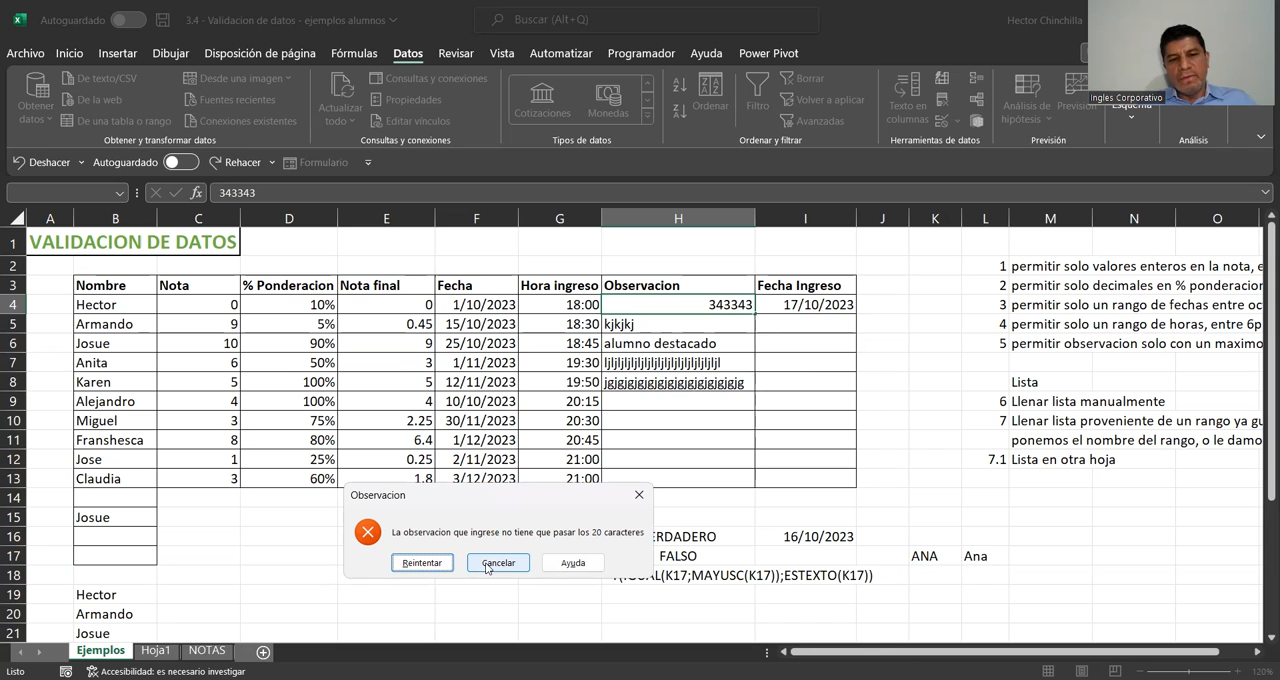 Autoguardado
3.4 - Validacion de datos - ejemplos alumnos
Buscar (Alt+Q)
Hector Chinchilla
Archivo Inicio Insertar Dibujar Disposición de página Fórmulas Datos Revisar Vista Automatizar Programador Ayuda Power Pivot
Ingles Corporativo
Obtener datos
De texto/CSV
De la web
De una tabla o rango
Desde una imagen
Fuentes recientes
Conexiones existentes
Obtener y transformar datos
Actualizar todo
Consultas y conexiones
Propiedades
Editar vínculos
Consultas y conexiones
Cotizaciones
Monedas
Tipos de datos
Ordenar
Filtro
Borrar
Volver a aplicar
Avanzadas
Ordenar y filtrar
Texto en columnas
Herramientas de datos
Análisis de hipótesis
Previsión
Esquema
Análisis
Deshacer Autoguardado Rehacer Formulario
fx 343343
A B C D E F G H I J K L M N O
1 VALIDACION DE DATOS
2 1 permitir solo valores enteros en la nota, e
3 Nombre Nota % Ponderacion Nota final Fecha Hora ingreso Observacion Fecha Ingreso 2 permitir solo decimales en % ponderacion
4 Hector 0 10% 0 1/10/2023 18:00 343343 17/10/2023 3 permitir solo un rango de fechas entre oc
5 Armando 9 5% 0.45 15/10/2023 18:30 kjkjkj 4 permitir solo un rango de horas, entre 6p
6 Josue 10 90% 9 25/10/2023 18:45 alumno destacado 5 permitir observacion solo con un maximo
7 Anita 6 50% 3 1/11/2023 19:30
8 Karen 5 100% 5 12/11/2023 19:50 Lista
9 Alejandro 4 100% 4 10/10/2023 20:15 6 Llenar lista manualmente
10 Miguel 3 75% 2.25 30/11/2023 20:30 7 Llenar lista proveniente de un rango ya gu
11 Franshesca 8 80% 6.4 1/12/2023 20:45 ponemos el nombre del rango, o le damo
12 Jose 1 25% 0.25 2/11/2023 21:00 7.1 Lista en otra hoja
13 Claudia 3 60% 1.8 3/12/2023 21:00
14
15 Josue
16 ERDADERO 16/10/2023
17 FALSO ANA Ana
18 (IGUAL(K17;MAYUSC(K17));ESTEXTO(K17))
19 Hector
20 Armando
21 Josue
Observacion
La observacion que ingrese no tiene que pasar los 20 caracteres
Reintentar Cancelar Ayuda
Ejemplos Hoja1 NOTAS
Listo Accesibilidad: es necesario investigar 120%